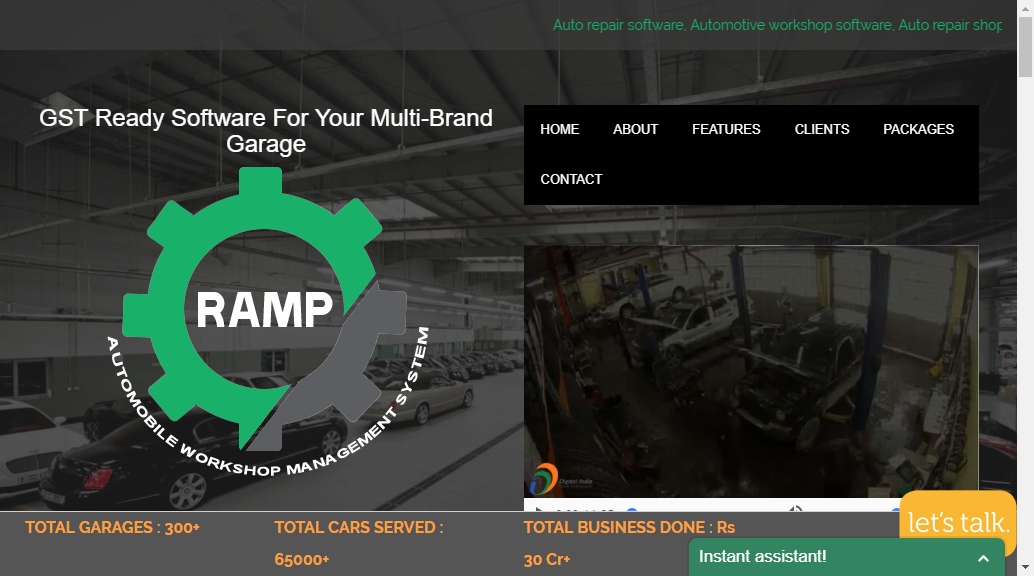 Auto repair software, Automotive workshop software, Auto repair shop
GST Ready Software For Your Multi-Brand
Garage
HOME ABOUT FEATURES CLIENTS PACKAGES
CONTACT
RAMP
AUTOMOBILE WORKSHOP MANAGEMENT SYSTEM
Digital India
TOTAL GARAGES : 300+
TOTAL CARS SERVED :
65000+
TOTAL BUSINESS DONE : Rs
30 Cr+
let's talk.
Instant assistant!